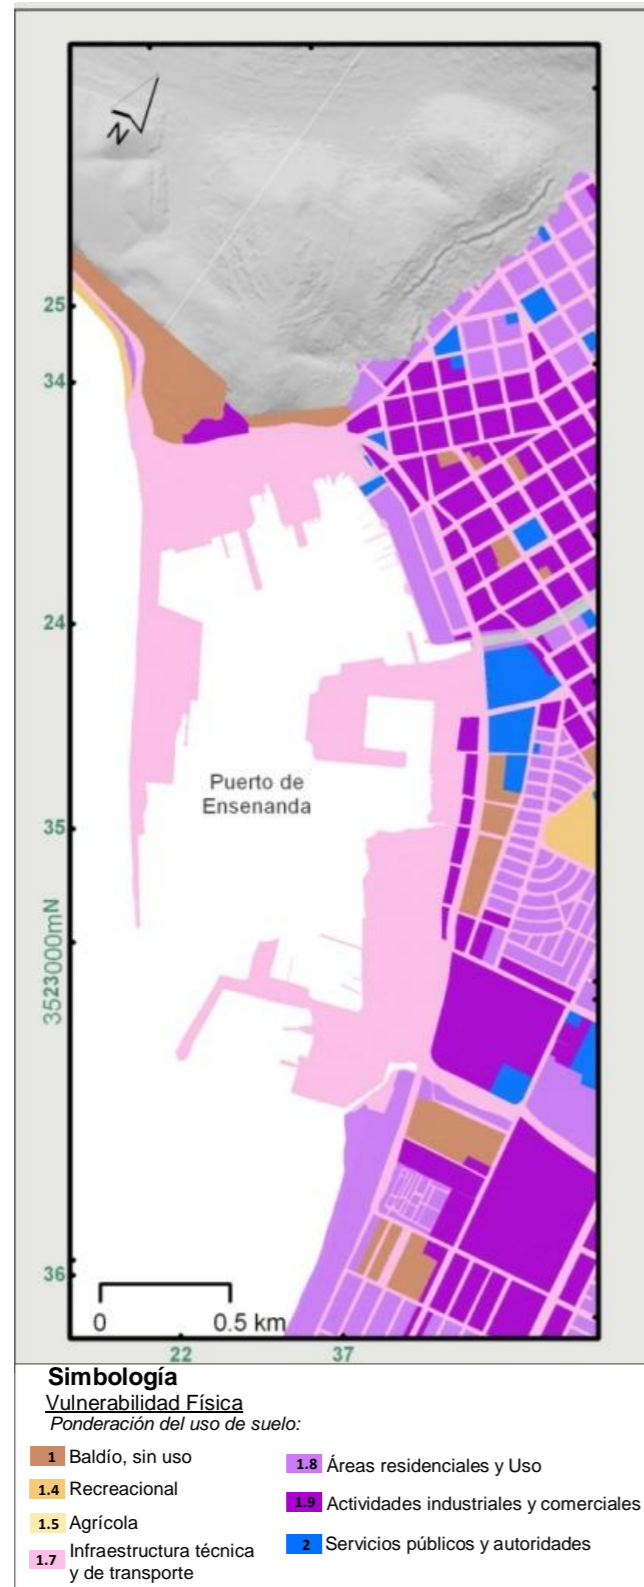 N
25
34
24
Puerto de
Ensenanda
35
3523000mN
36
0 0.5 km
22 37
Simbología
Vulnerabilidad Física
Ponderación del uso de suelo:
1 Baldío, sin uso
1.4 Recreacional
1.5 Agrícola
1.7 Infraestructura técnica
y de transporte
1.8 Áreas residenciales y Uso
1.9 Actividades industriales y comerciales
2 Servicios públicos y autoridades